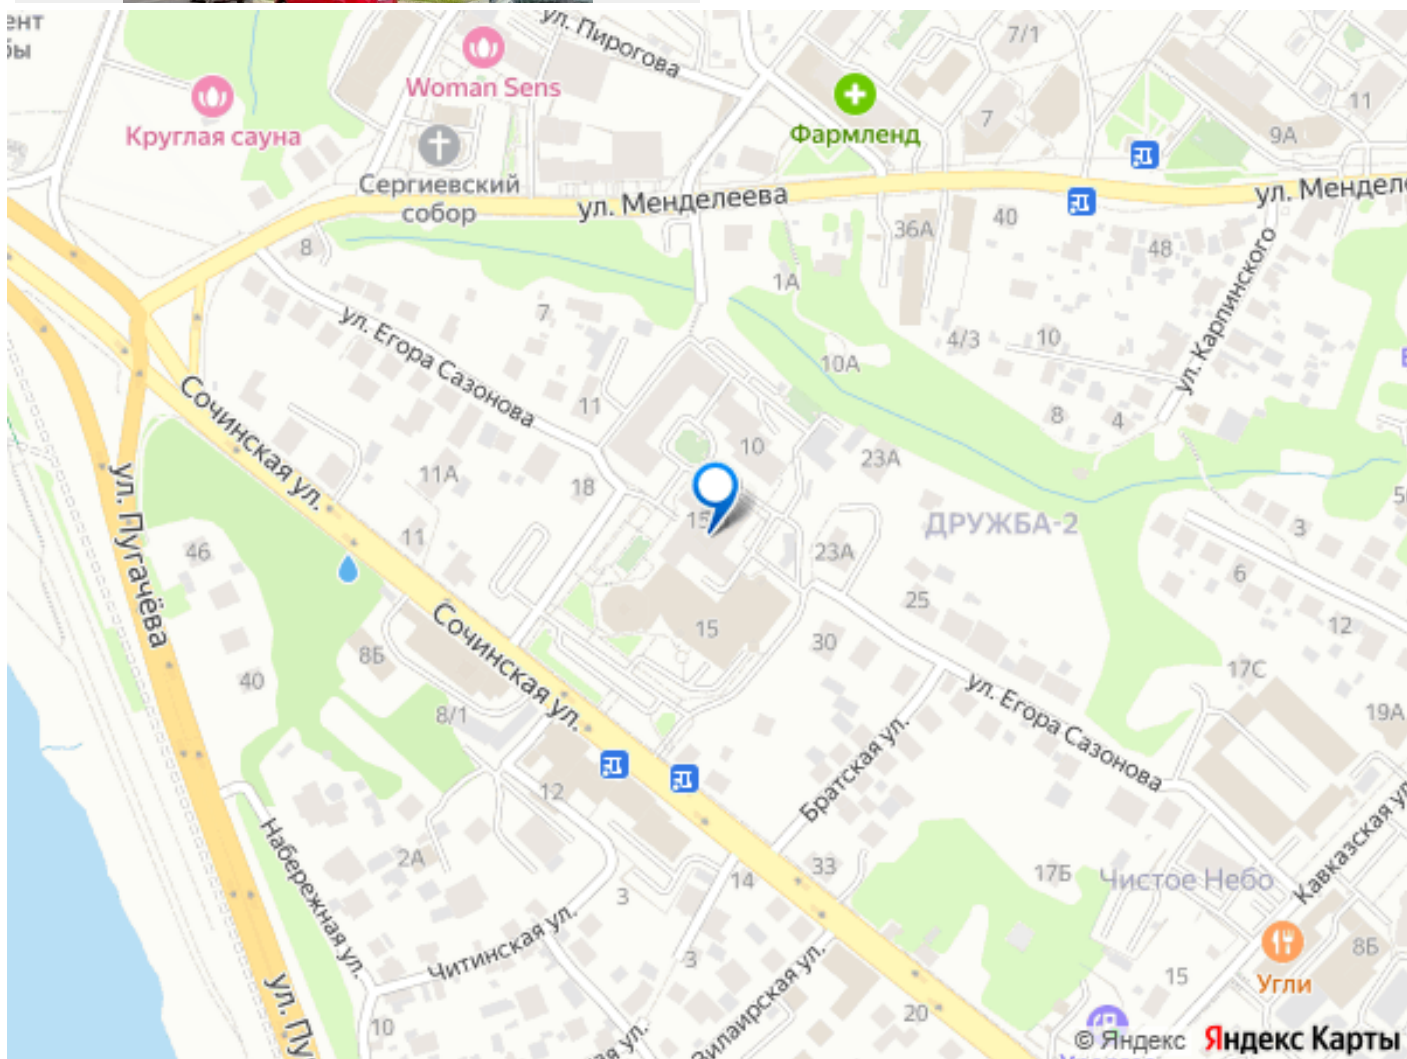 ент
бы
ул. Пирогова
7/1
Woman Sens
Круглая сауна
Фармленд
7
11
9А
Сергиевский
собор
ул. Менделеева
ул. Менделе
36А
40
48
8
1А
ул. Карпинского
7
ул. Егора Сазонова
4/3
10
10А
11
8
4
Сочинская ул.
10
23А
11А
18
15
ДРУЖБА-2
3
46
11
23А
6
ул. Пугачёва
25
12
Сочинская ул.
15
30
8Б
17С
40
ул. Егора Сазонова
19А
8/1
Братская ул.
12
Набережная ул.
2А
33
17Б
Чистое Небо
Кавказская ул
14
3
Читинская ул.
8Б
3
15
Угли
ул. Пу
10
20
© Яндекс Яндекс Карты